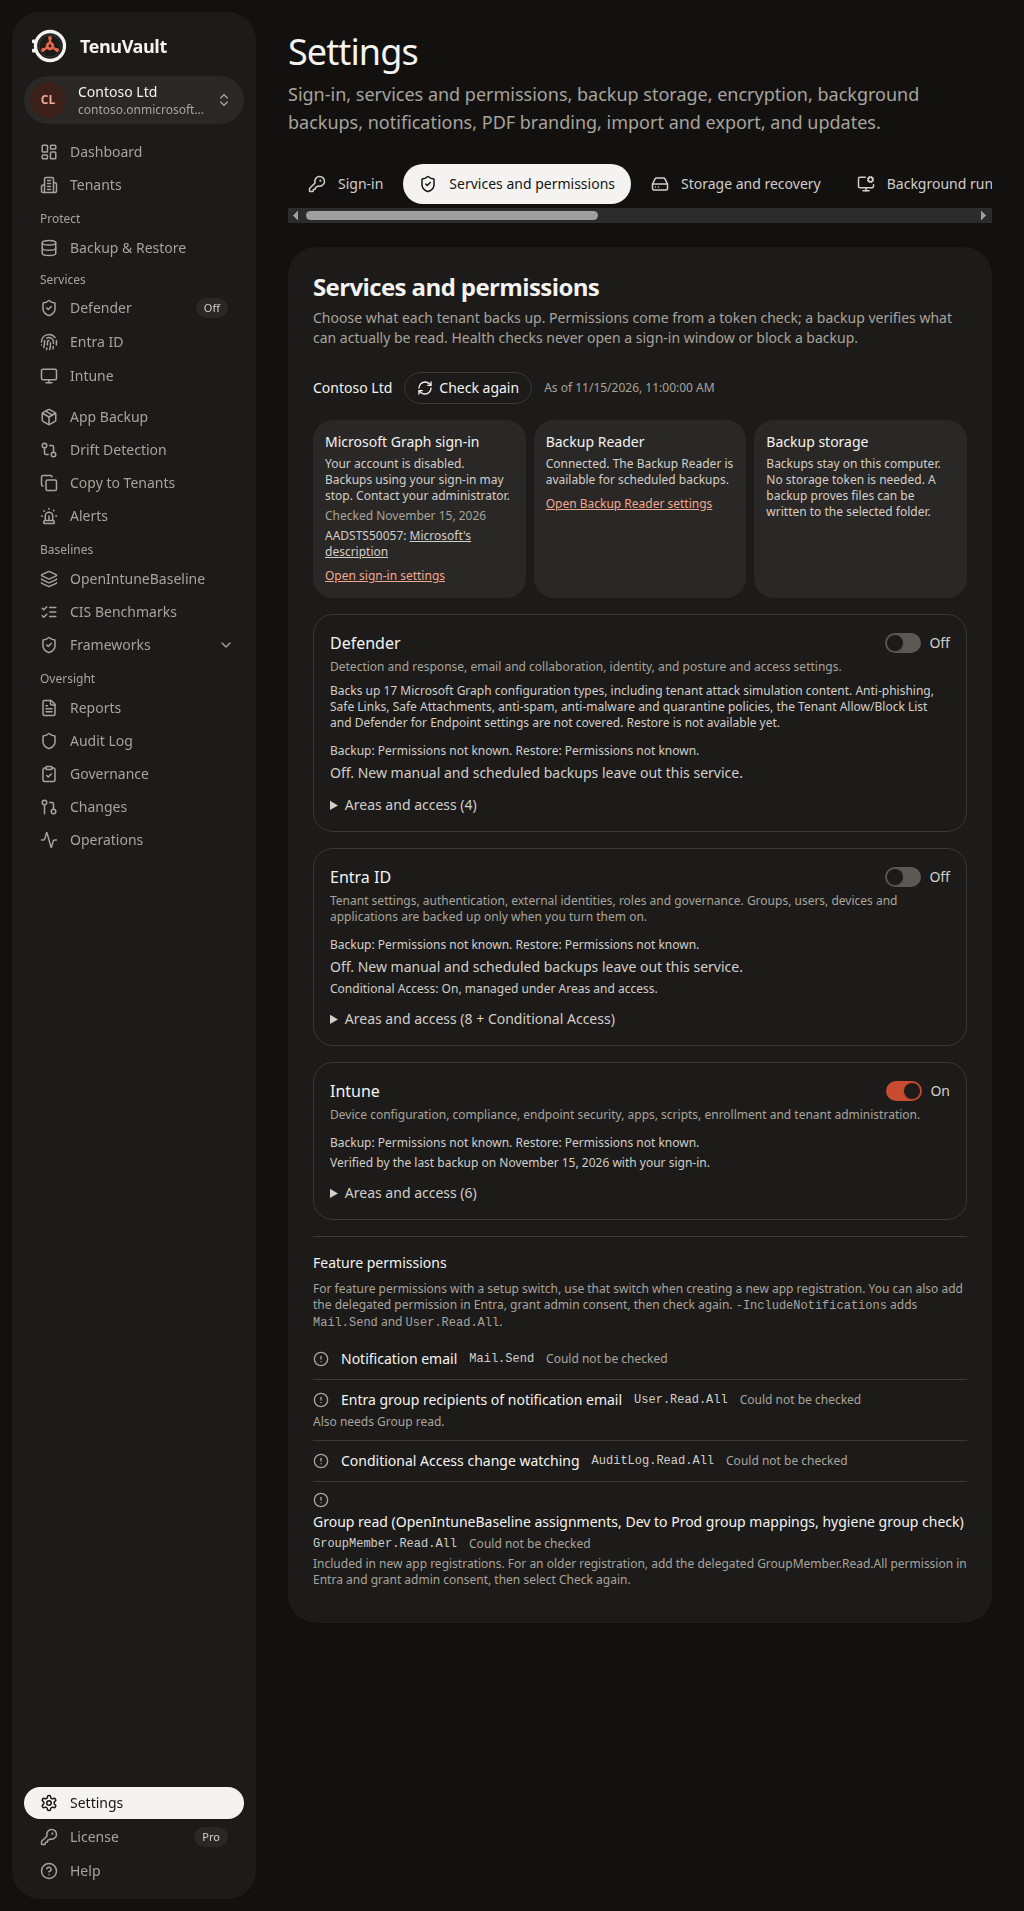 TenuVault
CL
Contoso Ltd
contoso.onmicrosoft...
Dashboard
Tenants
Protect
Backup & Restore
Services
Defender
Off
Entra ID
Intune
App Backup
Drift Detection
Copy to Tenants
Alerts
Baselines
OpenIntuneBaseline
CIS Benchmarks
Frameworks
Oversight
Reports
Audit Log
Governance
Changes
Operations
Settings
License
Pro
Help
Settings
Sign-in, services and permissions, backup storage, encryption, background
backups, notifications, PDF branding, import and export, and updates.
Sign-in
Services and permissions
Storage and recovery
Background run
Services and permissions
Choose what each tenant backs up. Permissions come from a token check; a backup verifies what
can actually be read. Health checks never open a sign-in window or block a backup.
Contoso Ltd
Check again
As of 11/15/2026, 11:00:00 AM
Microsoft Graph sign-in
Your account is disabled.
Backups using your sign-in may
stop. Contact your administrator.
Checked November 15, 2026
AADSTS50057: Microsoft's
description
Open sign-in settings
Backup Reader
Connected. The Backup Reader is
available for scheduled backups.
Open Backup Reader settings
Backup storage
Backups stay on this computer.
No storage token is needed. A
backup proves files can be
written to the selected folder.
Defender
Off
Detection and response, email and collaboration, identity, and posture and access settings.
Backs up 17 Microsoft Graph configuration types, including tenant attack simulation content. Anti-phishing,
Safe Links, Safe Attachments, anti-spam, anti-malware and quarantine policies, the Tenant Allow/Block List
and Defender for Endpoint settings are not covered. Restore is not available yet.
Backup: Permissions not known. Restore: Permissions not known.
Off. New manual and scheduled backups leave out this service.
Areas and access (4)
Entra ID
Off
Tenant settings, authentication, external identities, roles and governance. Groups, users, devices and
applications are backed up only when you turn them on.
Backup: Permissions not known. Restore: Permissions not known.
Off. New manual and scheduled backups leave out this service.
Conditional Access: On, managed under Areas and access.
Areas and access (8 + Conditional Access)
Intune
On
Device configuration, compliance, endpoint security, apps, scripts, enrollment and tenant administration.
Backup: Permissions not known. Restore: Permissions not known.
Verified by the last backup on November 15, 2026 with your sign-in.
Areas and access (6)
Feature permissions
For feature permissions with a setup switch, use that switch when creating a new app registration. You can also add
the delegated permission in Entra, grant admin consent, then check again. -IncludeNotifications adds
Mail.Send and User.Read.All.
Notification email Mail.Send Could not be checked
Entra group recipients of notification email User.Read.All Could not be checked
Also needs Group read.
Conditional Access change watching AuditLog.Read.All Could not be checked
Group read (OpenIntuneBaseline assignments, Dev to Prod group mappings, hygiene group check)
GroupMember.Read.All Could not be checked
Included in new app registrations. For an older registration, add the delegated GroupMember.Read.All permission in
Entra and grant admin consent, then select Check again.